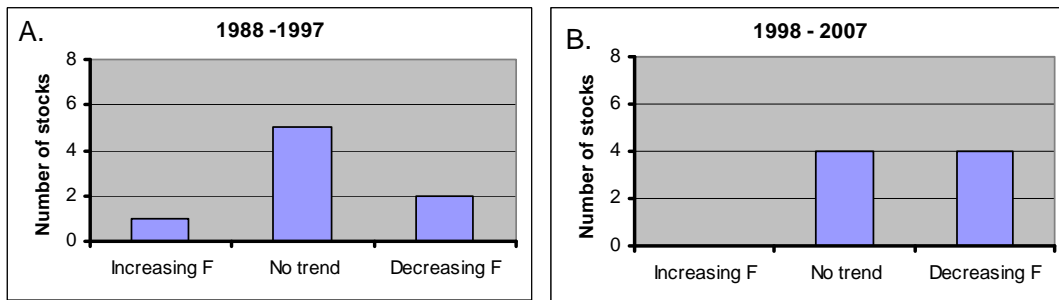 A.
1988 -1997
Number of stocks
8
6
4
2
0
Increasing F
No trend
Decreasing F
B.
1998 - 2007
Number of stocks
8
6
4
2
0
Increasing F
No trend
Decreasing F